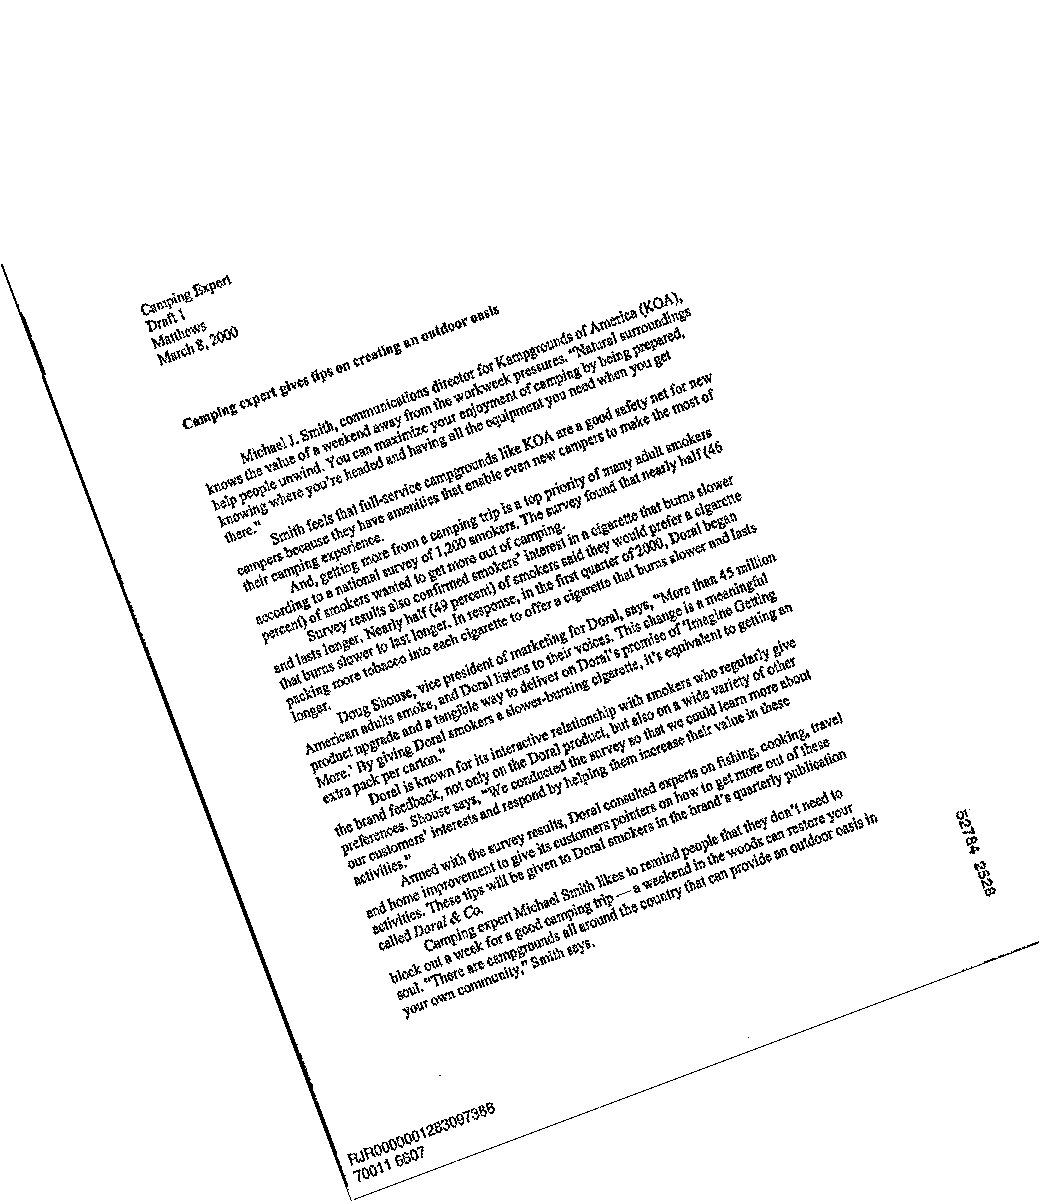 Camping Expert
Draft 1
Matthews
March 8, 2000
Camping expert gives tips on creating an outdoor oasis
Michael J. Smith, communications director for Kampgrounds of America (KOA),
knows the value of a weekend away from the workweek pressures. "Natural surroundings
help people unwind. You can maximize your enjoyment of camping by being prepared,
knowing where you're headed and having all the equipment you need when you get
there."
Smith feels that full-service campgrounds like KOA are a good safety net for new
campers because they have amenities that enable even new campers to make the most of
their camping experience.
And, getting more from a camping trip is a top priority of many adult smokers
according to a national survey of 1,200 smokers. The survey found that nearly half (46
percent) of smokers wanted to get more out of camping.
Survey results also confirmed smokers' interest in a cigarette that burns slower
and lasts longer. Nearly half (49 percent) of smokers said they would prefer a cigarette
that burns slower to last longer. In response, in the first quarter of 2000, Doral began
packing more tobacco into each cigarette to offer a cigarette that burns slower and lasts
longer.
Doug Shouse, vice president of marketing for Doral, says, "More than 45 million
American adults smoke, and Doral listens to their voices. This change is a meaningful
product upgrade and a tangible way to deliver on Doral's promise of 'Imagine Getting
More.' By giving Doral smokers a slower-burning cigarette, it's equivalent to getting an
extra pack per carton."
Doral is known for its interactive relationship with smokers who regularly give
the brand feedback, not only on the Doral product, but also on a wide variety of other
preferences. Shouse says, "We conducted the survey so that we could learn more about
our customers' interests and respond by helping them increase their value in these
activities."
Armed with the survey results, Doral consulted experts on fishing, cooking, travel
and home improvement to give its customers pointers on how to get more out of these
activities. These tips will be given to Doral smokers in the brand's quarterly publication
called Doral & Co.
Camping expert Michael Smith likes to remind people that they don't need to
block out a week for a good camping trip — a weekend in the woods can restore your
soul. "There are campgrounds all around the country that can provide an outdoor oasis in
your own community," Smith says.
52784 2528
RJR0000001283097388
70011 6607